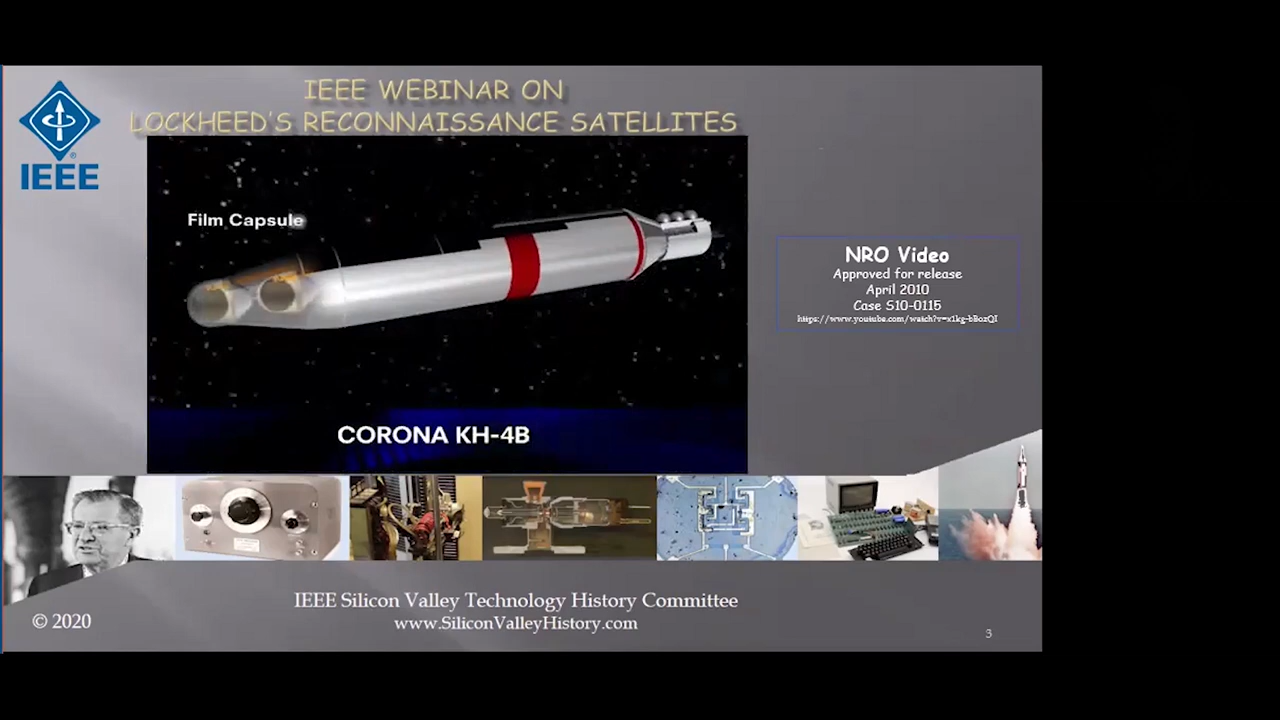 IEEE WEBINAR ON
LOCKHEED'S RECONNAISSANCE SATELLITES
IEEE
Film Capsule
CORONA KH-4B
NRO Video
Approved for release
April 2010
Case S10-0115
https://www.youtube.com/watch?v=x1kg-bBozQI
IEEE Silicon Valley Technology History Committee
www.SiliconValleyHistory.com
© 2020
3